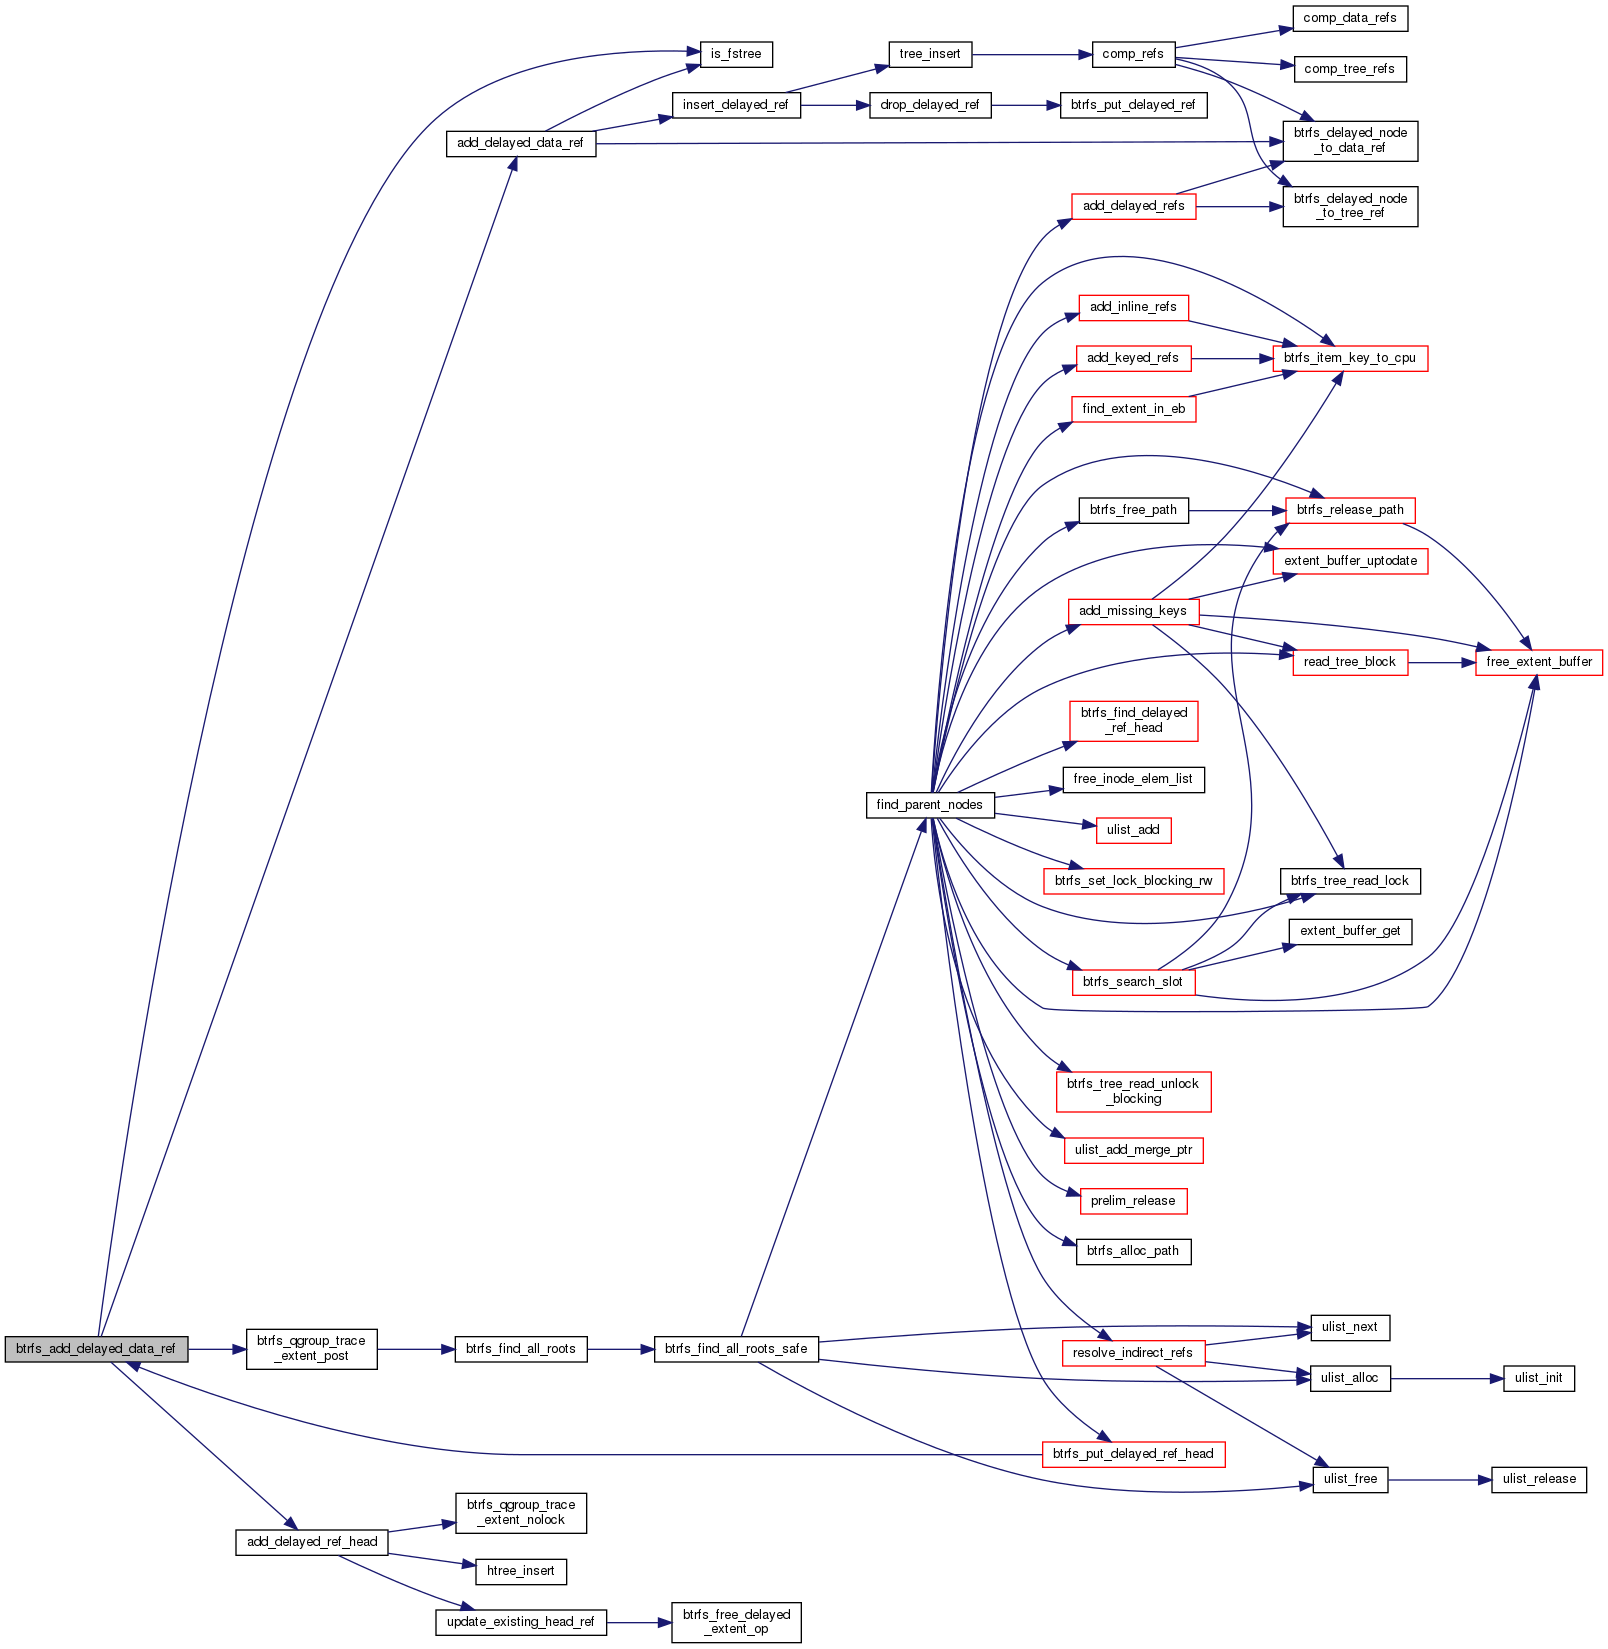 comp_data_refs
is_fstree
tree_insert
comp_refs
comp_tree_refs
insert_delayed_ref
drop_delayed_ref
btrfs_put_delayed_ref
add_delayed_data_ref
btrfs_delayed_node
_to_data_ref
add_delayed_refs
btrfs_delayed_node
_to_tree_ref
add_inline_refs
add_keyed_refs
btrfs_item_key_to_cpu
find_extent_in_eb
btrfs_free_path
btrfs_release_path
extent_buffer_uptodate
add_missing_keys
read_tree_block
free_extent_buffer
btrfs_find_delayed
_ref_head
free_inode_elem_list
find_parent_nodes
ulist_add
btrfs_set_lock_blocking_rw
btrfs_tree_read_lock
extent_buffer_get
btrfs_search_slot
btrfs_tree_read_unlock
_blocking
ulist_add_merge_ptr
prelim_release
btrfs_alloc_path
ulist_next
btrfs_add_delayed_data_ref
btrfs_qgroup_trace
_extent_post
btrfs_find_all_roots
btrfs_find_all_roots_safe
resolve_indirect_refs
ulist_alloc
ulist_init
btrfs_put_delayed_ref_head
ulist_free
ulist_release
btrfs_qgroup_trace
_extent_nolock
add_delayed_ref_head
htree_insert
update_existing_head_ref
btrfs_free_delayed
_extent_op